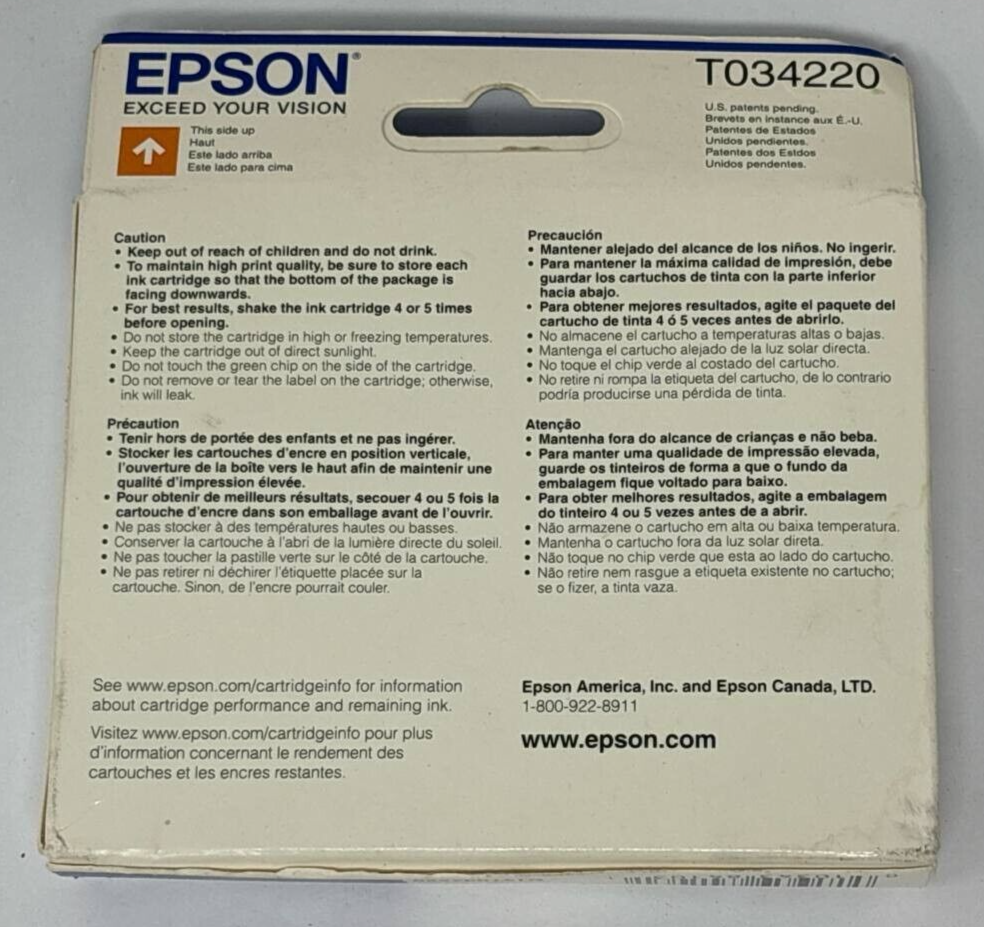 EPSON®
EXCEED YOUR VISION
This side up
Haut
Este lado arriba
Este lado para cima
T034220
U.S. patents pending.
Brevets en instance aux É.-U.
Patentes de Estados
Unidos pendientes.
Patentes dos Estdos
Unidos pendentes.
Caution
• Keep out of reach of children and do not drink.
• To maintain high print quality, be sure to store each
ink cartridge so that the bottom of the package is
facing downwards.
• For best results, shake the ink cartridge 4 or 5 times
before opening.
• Do not store the cartridge in high or freezing temperatures.
• Keep the cartridge out of direct sunlight.
• Do not touch the green chip on the side of the cartridge.
• Do not remove or tear the label on the cartridge; otherwise,
ink will leak.
Précaution
• Tenir hors de portée des enfants et ne pas ingérer.
• Stocker les cartouches d'encre en position verticale,
l'ouverture de la boîte vers le haut afin de maintenir une
qualité d'impression élevée.
• Pour obtenir de meilleurs résultats, secouer 4 ou 5 fois la
cartouche d'encre dans son emballage avant de l'ouvrir.
• Ne pas stocker à des températures hautes ou basses.
• Conserver la cartouche à l'abri de la lumière directe du soleil.
• Ne pas toucher la pastille verte sur le côté de la cartouche.
• Ne pas retirer ni déchirer l'étiquette placée sur la
cartouche. Sinon, de l'encre pourrait couler.
Precaución
• Mantener alejado del alcance de los niños. No ingerir.
• Para mantener la máxima calidad de impresión, debe
guardar los cartuchos de tinta con la parte inferior
hacia abajo.
• Para obtener mejores resultados, agite el paquete del
cartucho de tinta 4 ó 5 veces antes de abrirlo.
• No almacene el cartucho a temperaturas altas o bajas.
• Mantenga el cartucho alejado de la luz solar directa.
• No toque el chip verde al costado del cartucho.
• No retire ni rompa la etiqueta del cartucho, de lo contrario
podría producirse una pérdida de tinta.
Atenção
• Mantenha fora do alcance de crianças e não beba.
• Para manter uma qualidade de impressão elevada,
guarde os tinteiros de forma a que o fundo da
embalagem fique voltado para baixo.
• Para obter melhores resultados, agite a embalagem
do tinteiro 4 ou 5 vezes antes de a abrir.
• Não armazene o cartucho em alta ou baixa temperatura.
• Mantenha o cartucho fora da luz solar direta.
• Não toque no chip verde que esta ao lado do cartucho.
• Não retire nem rasgue a etiqueta existente no cartucho;
se o fizer, a tinta vaza.
See www.epson.com/cartridgeinfo for information
about cartridge performance and remaining ink.
Visitez www.epson.com/cartridgeinfo pour plus
d'information concernant le rendement des
cartouches et les encres restantes.
Epson America, Inc. and Epson Canada, LTD.
1-800-922-8911
www.epson.com